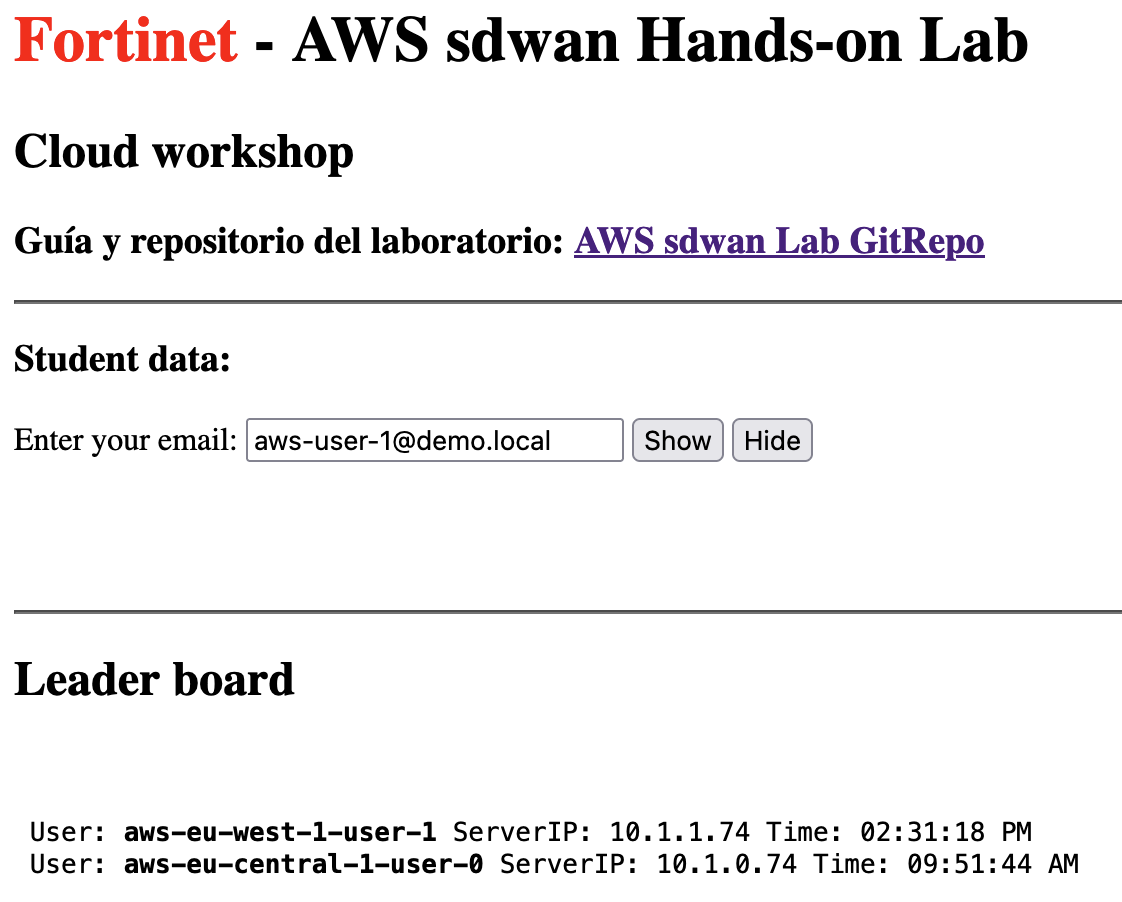 Fortinet - AWS sdwan Hands-on Lab
Cloud workshop
Guía y repositorio del laboratorio: AWS sdwan Lab GitRepo
Student data:
Enter your email: aws-user-1@demo.local Show Hide
Leader board
User: aws-eu-west-1-user-1 ServerIP: 10.1.1.74 Time: 02:31:18 PM
User: aws-eu-central-1-user-0 ServerIP: 10.1.0.74 Time: 09:51:44 AM